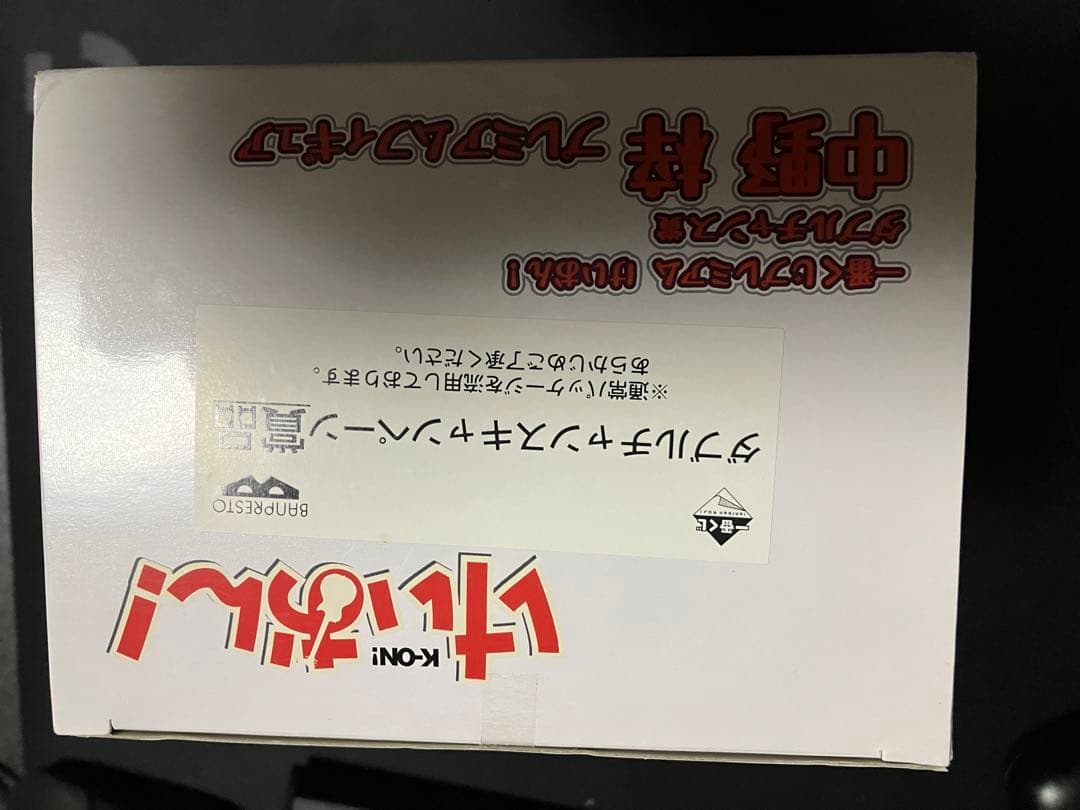 けいおん!
K-ON!
一番くじ
ICHIBAN KUJI
BANPRESTO
ダブルチャンスキャンペーン賞品
※通常パッケージを流用しております。
あらかじめご了承ください。
一番くじプレミアム けいおん!
ダブルチャンス賞
中野 梓 プレミアムフィギュア